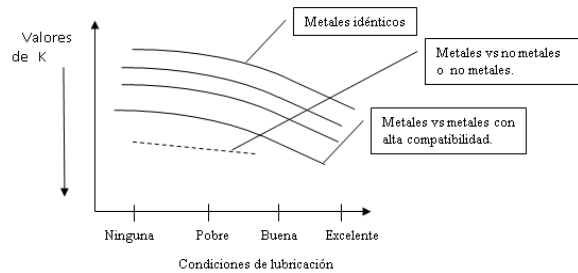 Valores
de K
Metales idénticos
Metales vs no metales
o no metales.
Metales vs metales con
alta compatibilidad.
Ninguna
Pobre
Buena
Excelente
Condiciones de lubricación